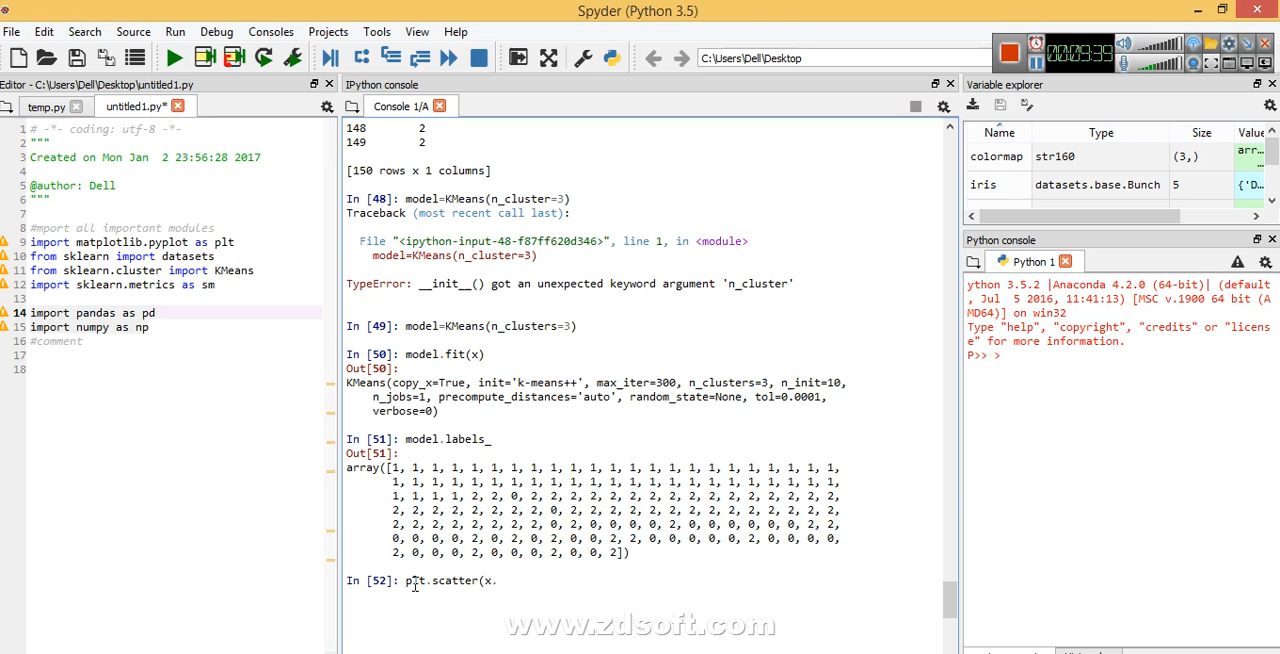 Spyder (Python 3.5)
File Edit Search Source Run Debug Consoles Projects Tools View Help
C:\Users\Dell\Desktop
00:09:39
Editor - C:\Users\Dell\Desktop\untitled1.py
temp.py untitled1.py*
1 # -*- coding: utf-8 -*-
2 """
3 Created on Mon Jan  2 23:56:28 2017
4
5 @author: Dell
6 """
7
8 #mport all important modules
9 import matplotlib.pyplot as plt
10 from sklearn import datasets
11 from sklearn.cluster import KMeans
12 import sklearn.metrics as sm
13
14 import pandas as pd
15 import numpy as np
16 #comment
17
18
IPython console
Console 1/A
148 2
149 2
[150 rows x 1 columns]
In [48]: model=KMeans(n_cluster=3)
Traceback (most recent call last):
File "<ipython-input-48-f87ff620d346>", line 1, in <module>
model=KMeans(n_cluster=3)
TypeError: __init__() got an unexpected keyword argument 'n_cluster'
In [49]: model=KMeans(n_clusters=3)
In [50]: model.fit(x)
Out[50]:
KMeans(copy_x=True, init='k-means++', max_iter=300, n_clusters=3, n_init=10,
n_jobs=1, precompute_distances='auto', random_state=None, tol=0.0001,
verbose=0)
In [51]: model.labels_
Out[51]:
array([1, 1, 1, 1, 1, 1, 1, 1, 1, 1, 1, 1, 1, 1, 1, 1, 1, 1, 1, 1, 1, 1, 1,
1, 1, 1, 1, 1, 1, 1, 1, 1, 1, 1, 1, 1, 1, 1, 1, 1, 1, 1, 1, 1, 1, 1,
1, 1, 1, 1, 2, 2, 0, 2, 2, 2, 2, 2, 2, 2, 2, 2, 2, 2, 2, 2, 2, 2, 2,
2, 2, 2, 2, 2, 2, 2, 2, 0, 2, 2, 2, 2, 2, 2, 2, 2, 2, 2, 2, 2, 2, 2,
2, 2, 2, 2, 2, 2, 2, 2, 0, 2, 0, 0, 0, 0, 2, 0, 0, 0, 0, 0, 0, 2, 2,
0, 0, 0, 0, 2, 0, 2, 0, 2, 0, 0, 2, 2, 0, 0, 0, 0, 0, 2, 0, 0, 0, 0,
2, 0, 0, 0, 2, 0, 0, 0, 2, 0, 0, 2])
In [52]: plt.scatter(x.
www.zdsoft.com
Variable explorer
Name Type Size Value
colormap str160 (3,) arr...
iris datasets.base.Bunch 5 {'D...
Python console
Python 1
ython 3.5.2 |Anaconda 4.2.0 (64-bit)| (default
, Jul  5 2016, 11:41:13) [MSC v.1900 64 bit (A
MD64)] on win32
Type "help", "copyright", "credits" or "licens
e" for more information.
P>> >